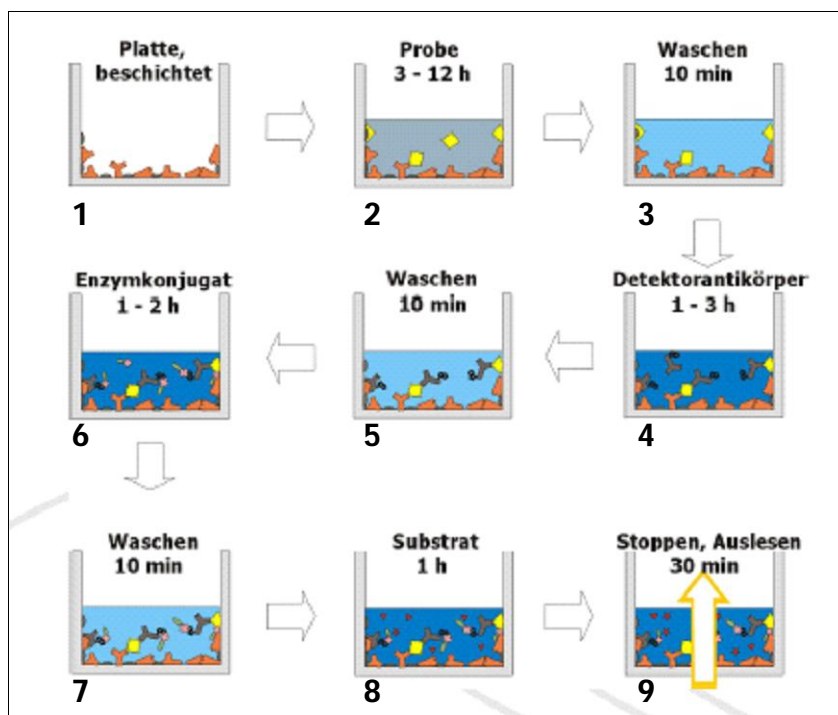 Platte,
beschichtet
1
Probe
3 - 12 h
2
Waschen
10 min
3
Detektorantikörper
1 - 3 h
4
Waschen
10 min
5
Enzymkonjugat
1 - 2 h
6
Waschen
10 min
7
Substrat
1 h
8
Stoppen, Auslesen
30 min
9